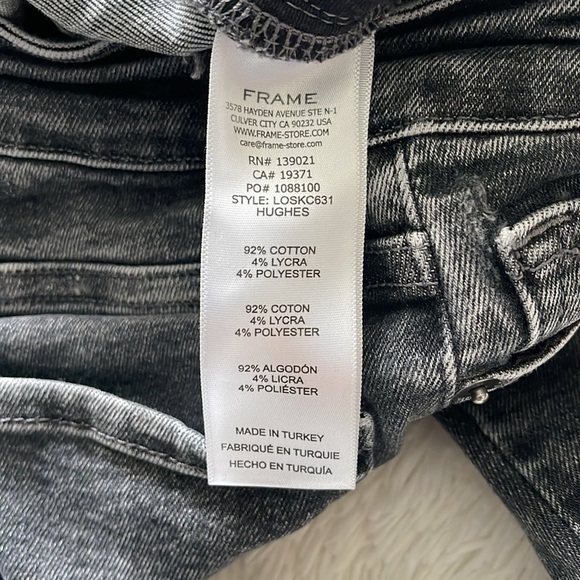 FRAME
3578 HAYDEN AVENUE STE N-1
CULVER CITY CA 90232 USA
WWW.FRAME-STORE.COM
care@frame-store.com
RN# 139021
CA# 19371
PO# 1088100
STYLE: LOSKC631
HUGHES
92% COTTON
4% LYCRA
4% POLYESTER
92% COTON
4% LYCRA
4% POLYESTER
92% ALGODÓN
4% LICRA
4% POLIÉSTER
MADE IN TURKEY
FABRIQUÉ EN TURQUIE
HECHO EN TURQUÍA